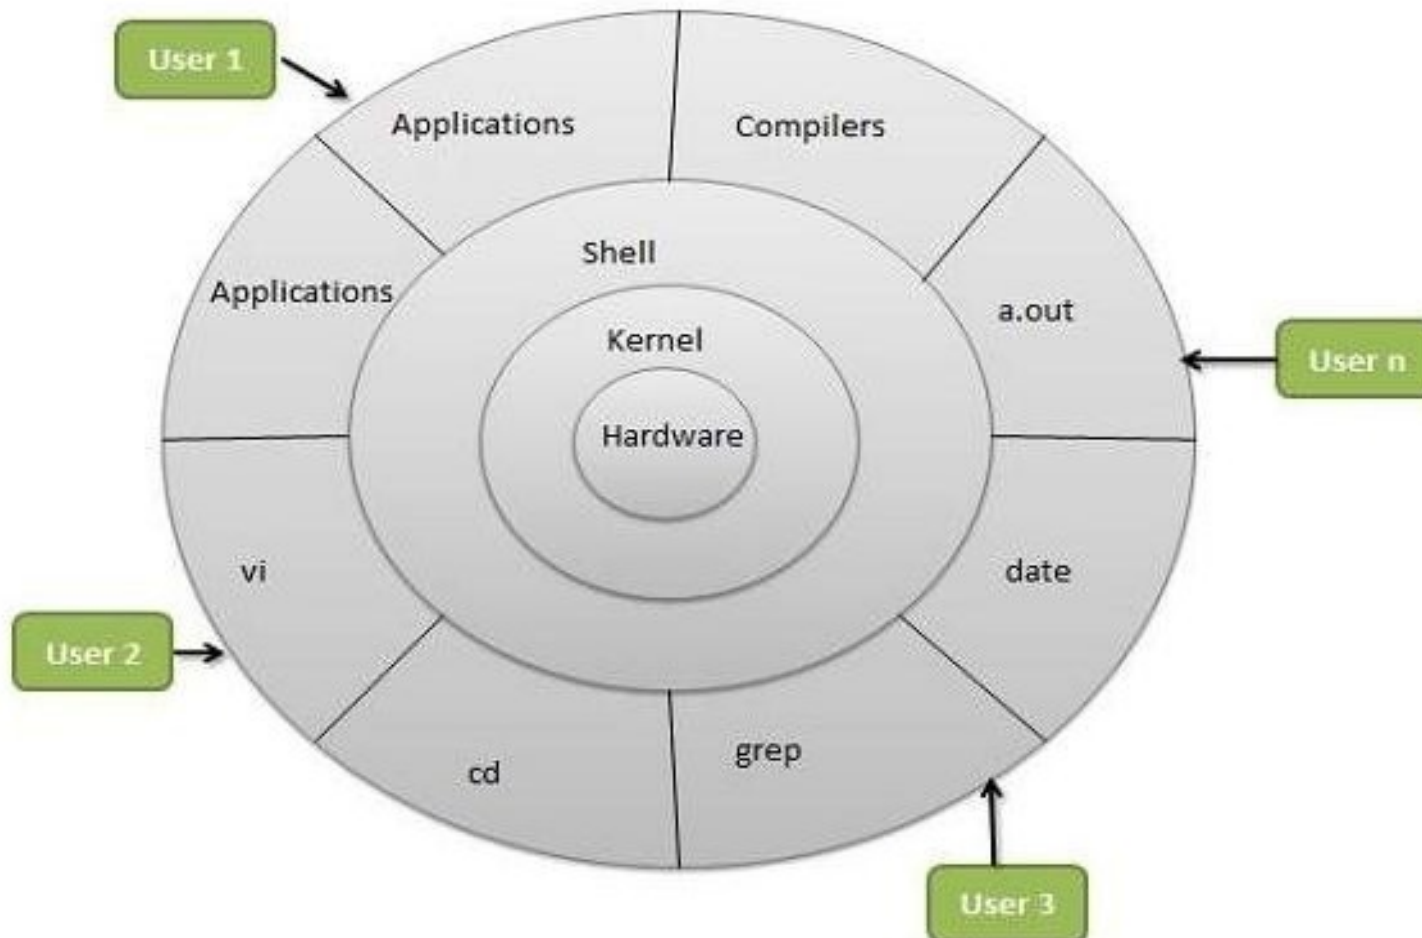 User 1
Applications
Compilers
Shell
Applications
a.out
Kernel
User n
Hardware
vi
date
User 2
cd
grep
User 3